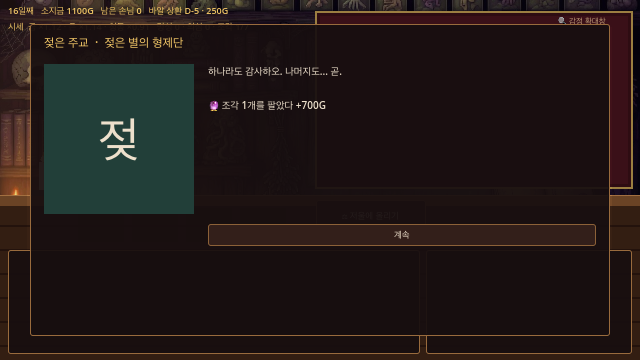 16일째 소지금 1100G 남은 손님 0 바알 상환 D-5 · 250G
시세
🔍 감정 확대창
젖은 주교 · 젖은 별의 형제단
젖
하나라도 감사하오. 나머지도... 곧.
🔮 조각 1개를 팔았다 +700G
계속